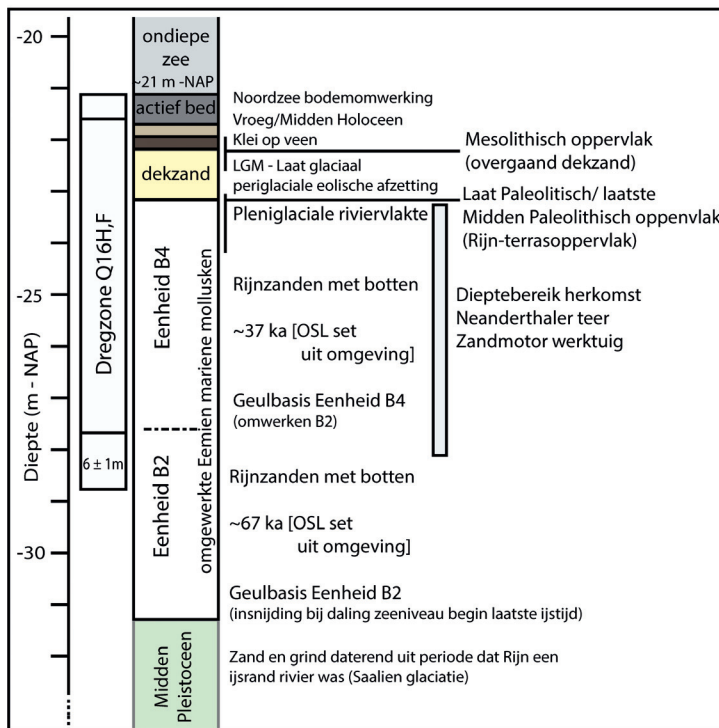 Diepte (m - NAP)
-20
-25
-30
Dregzone Q16H,F
6 ± 1m
ondiepe
zee
~21 m -NAP
actief bed
dekzand
Eenheid B4
Eenheid B2
omgewerkte Eemien mariene mollusken
Midden
Pleistoceen
Noordzee bodemomwerking
Vroeg/Midden Holoceen
Klei op veen
LGM - Laat glaciaal
periglaciale eolische afzetting
Pleniglaciale riviervlakte
Rijnzanden met botten
~37 ka [OSL set
uit omgeving]
Geulbasis Eenheid B4
(omwerken B2)
Rijnzanden met botten
~67 ka [OSL set
uit omgeving]
Geulbasis Eenheid B2
(insnijding bij daling zeeniveau begin laatste ijstijd)
Zand en grind daterend uit periode dat Rijn een
ijsrand rivier was (Saalien glaciatie)
Mesolithisch oppervlak
(overgaand dekzand)
Laat Paleolitisch/ laatste
Midden Paleolithisch oppenvlak
(Rijn-terrasoppervlak)
Dieptebereik herkomst
Neanderthaler teer
Zandmotor werktuig